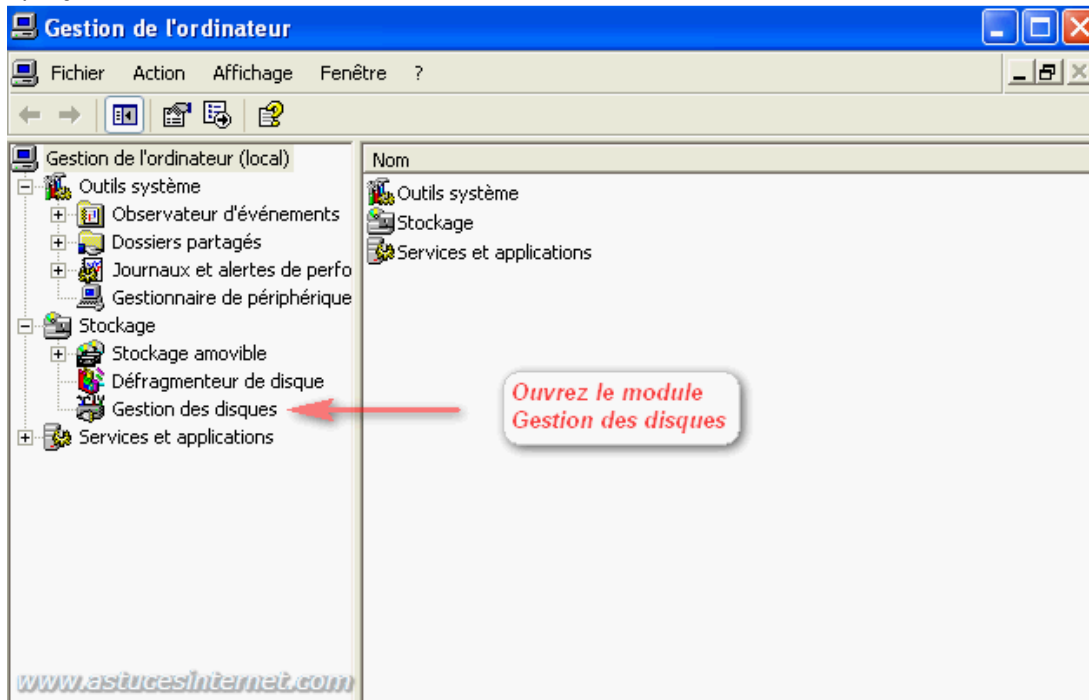 Gestion de l'ordinateur
Fichier Action Affichage Fenêtre ?
Gestion de l'ordinateur (local)
Outils système
Observateur d'événements
Dossiers partagés
Journaux et alertes de perfo
Gestionnaire de périphérique
Stockage
Stockage amovible
Défragmenteur de disque
Gestion des disques
Services et applications
Nom
Outils système
Stockage
Services et applications
Ouvrez le module
Gestion des disques
www.astucesinternet.com